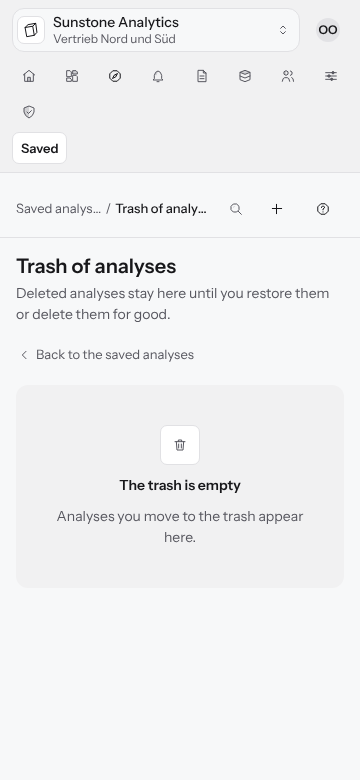 Sunstone Analytics
Vertrieb Nord und Süd
OO
Saved
Saved analys... / Trash of analy...
Trash of analyses
Deleted analyses stay here until you restore them
or delete them for good.
Back to the saved analyses
The trash is empty
Analyses you move to the trash appear
here.